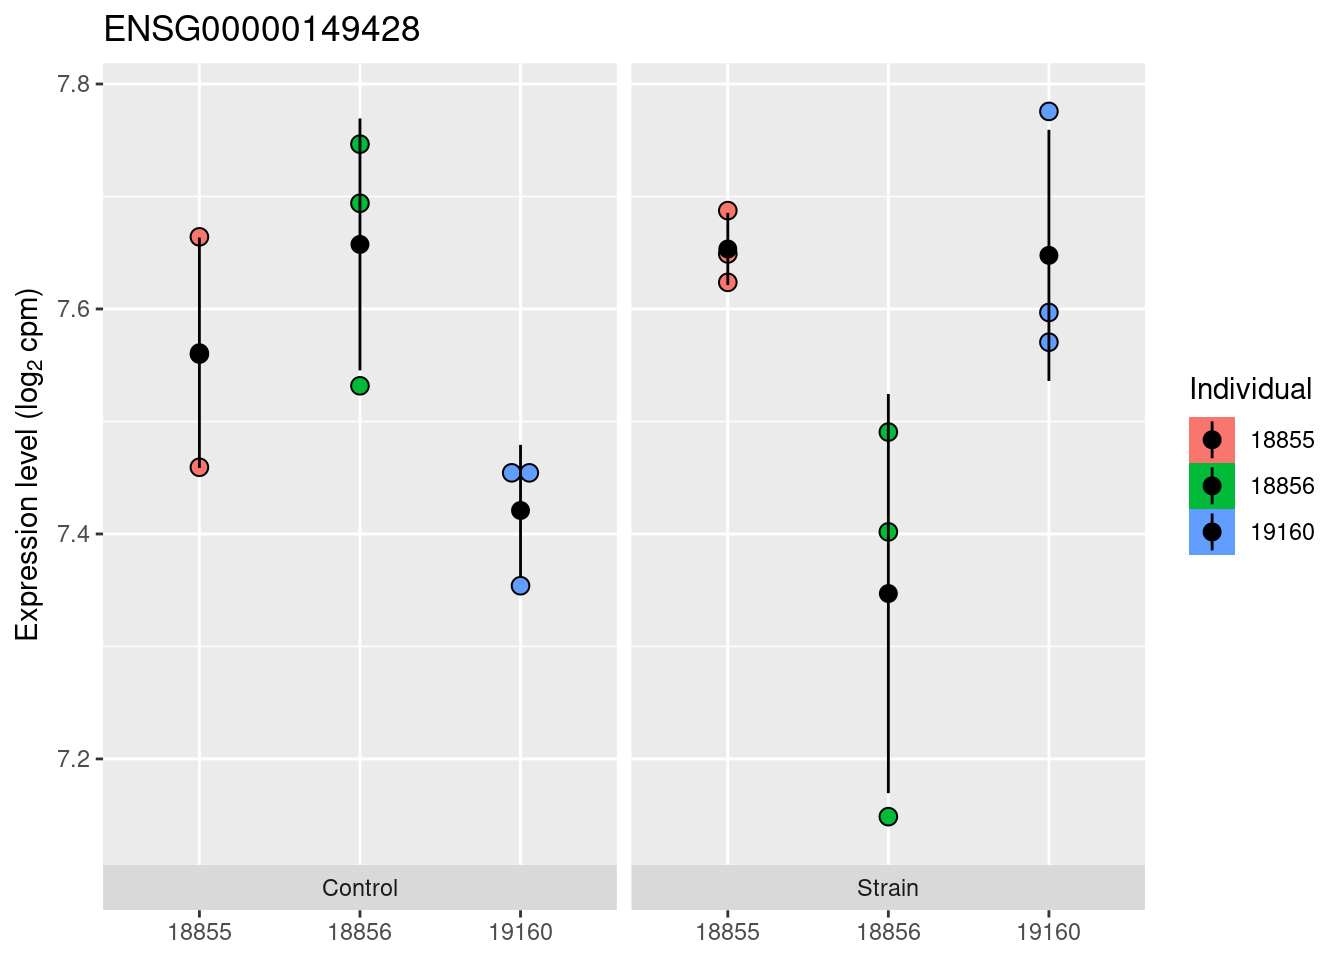 ENSG00000149428
Expression level (log₂ cpm)
7.8
7.6
7.4
7.2
Control
Strain
18855 18856 19160
18855 18856 19160
Individual
18855
18856
19160